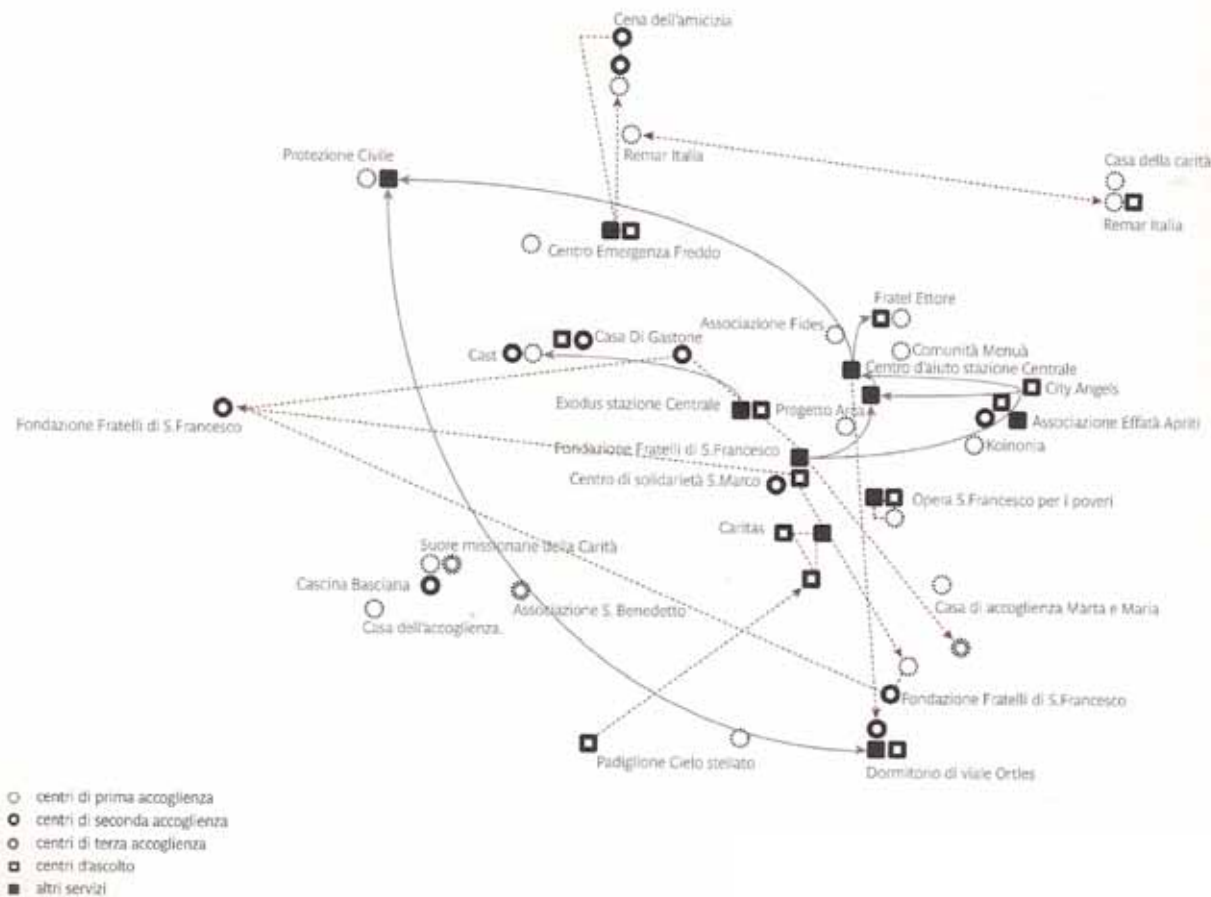 Cena dell'amicizia
Remar Italia
Protezione Civile
Casa della carità
Remar Italia
Centro Emergenza Freddo
Fratel Ettore
Associazione Fides
Casa Di Gastone
Cast
Comunità Menuà
Centro d'aiuto stazione Centrale
City Angels
Exodus stazione Centrale
Progetto Arca
Fondazione Fratelli di S.Francesco
Associazione Effatà Apriti
Fondazione Fratelli di S.Francesco
Koinonia
Centro di solidarietà S.Marco
Opera S.Francesco per i poveri
Caritas
Suore missionarie della Carità
Cascina Basciana
Associazione S. Benedetto
Casa di accoglienza Marta e Maria
Casa dell'accoglienza.
Fondazione Fratelli di S.Francesco
Padiglione Cielo stellato
Dormitorio di viale Ortles
centri di prima accoglienza
centri di seconda accoglienza
centri di terza accoglienza
centri d'ascolto
altri servizi